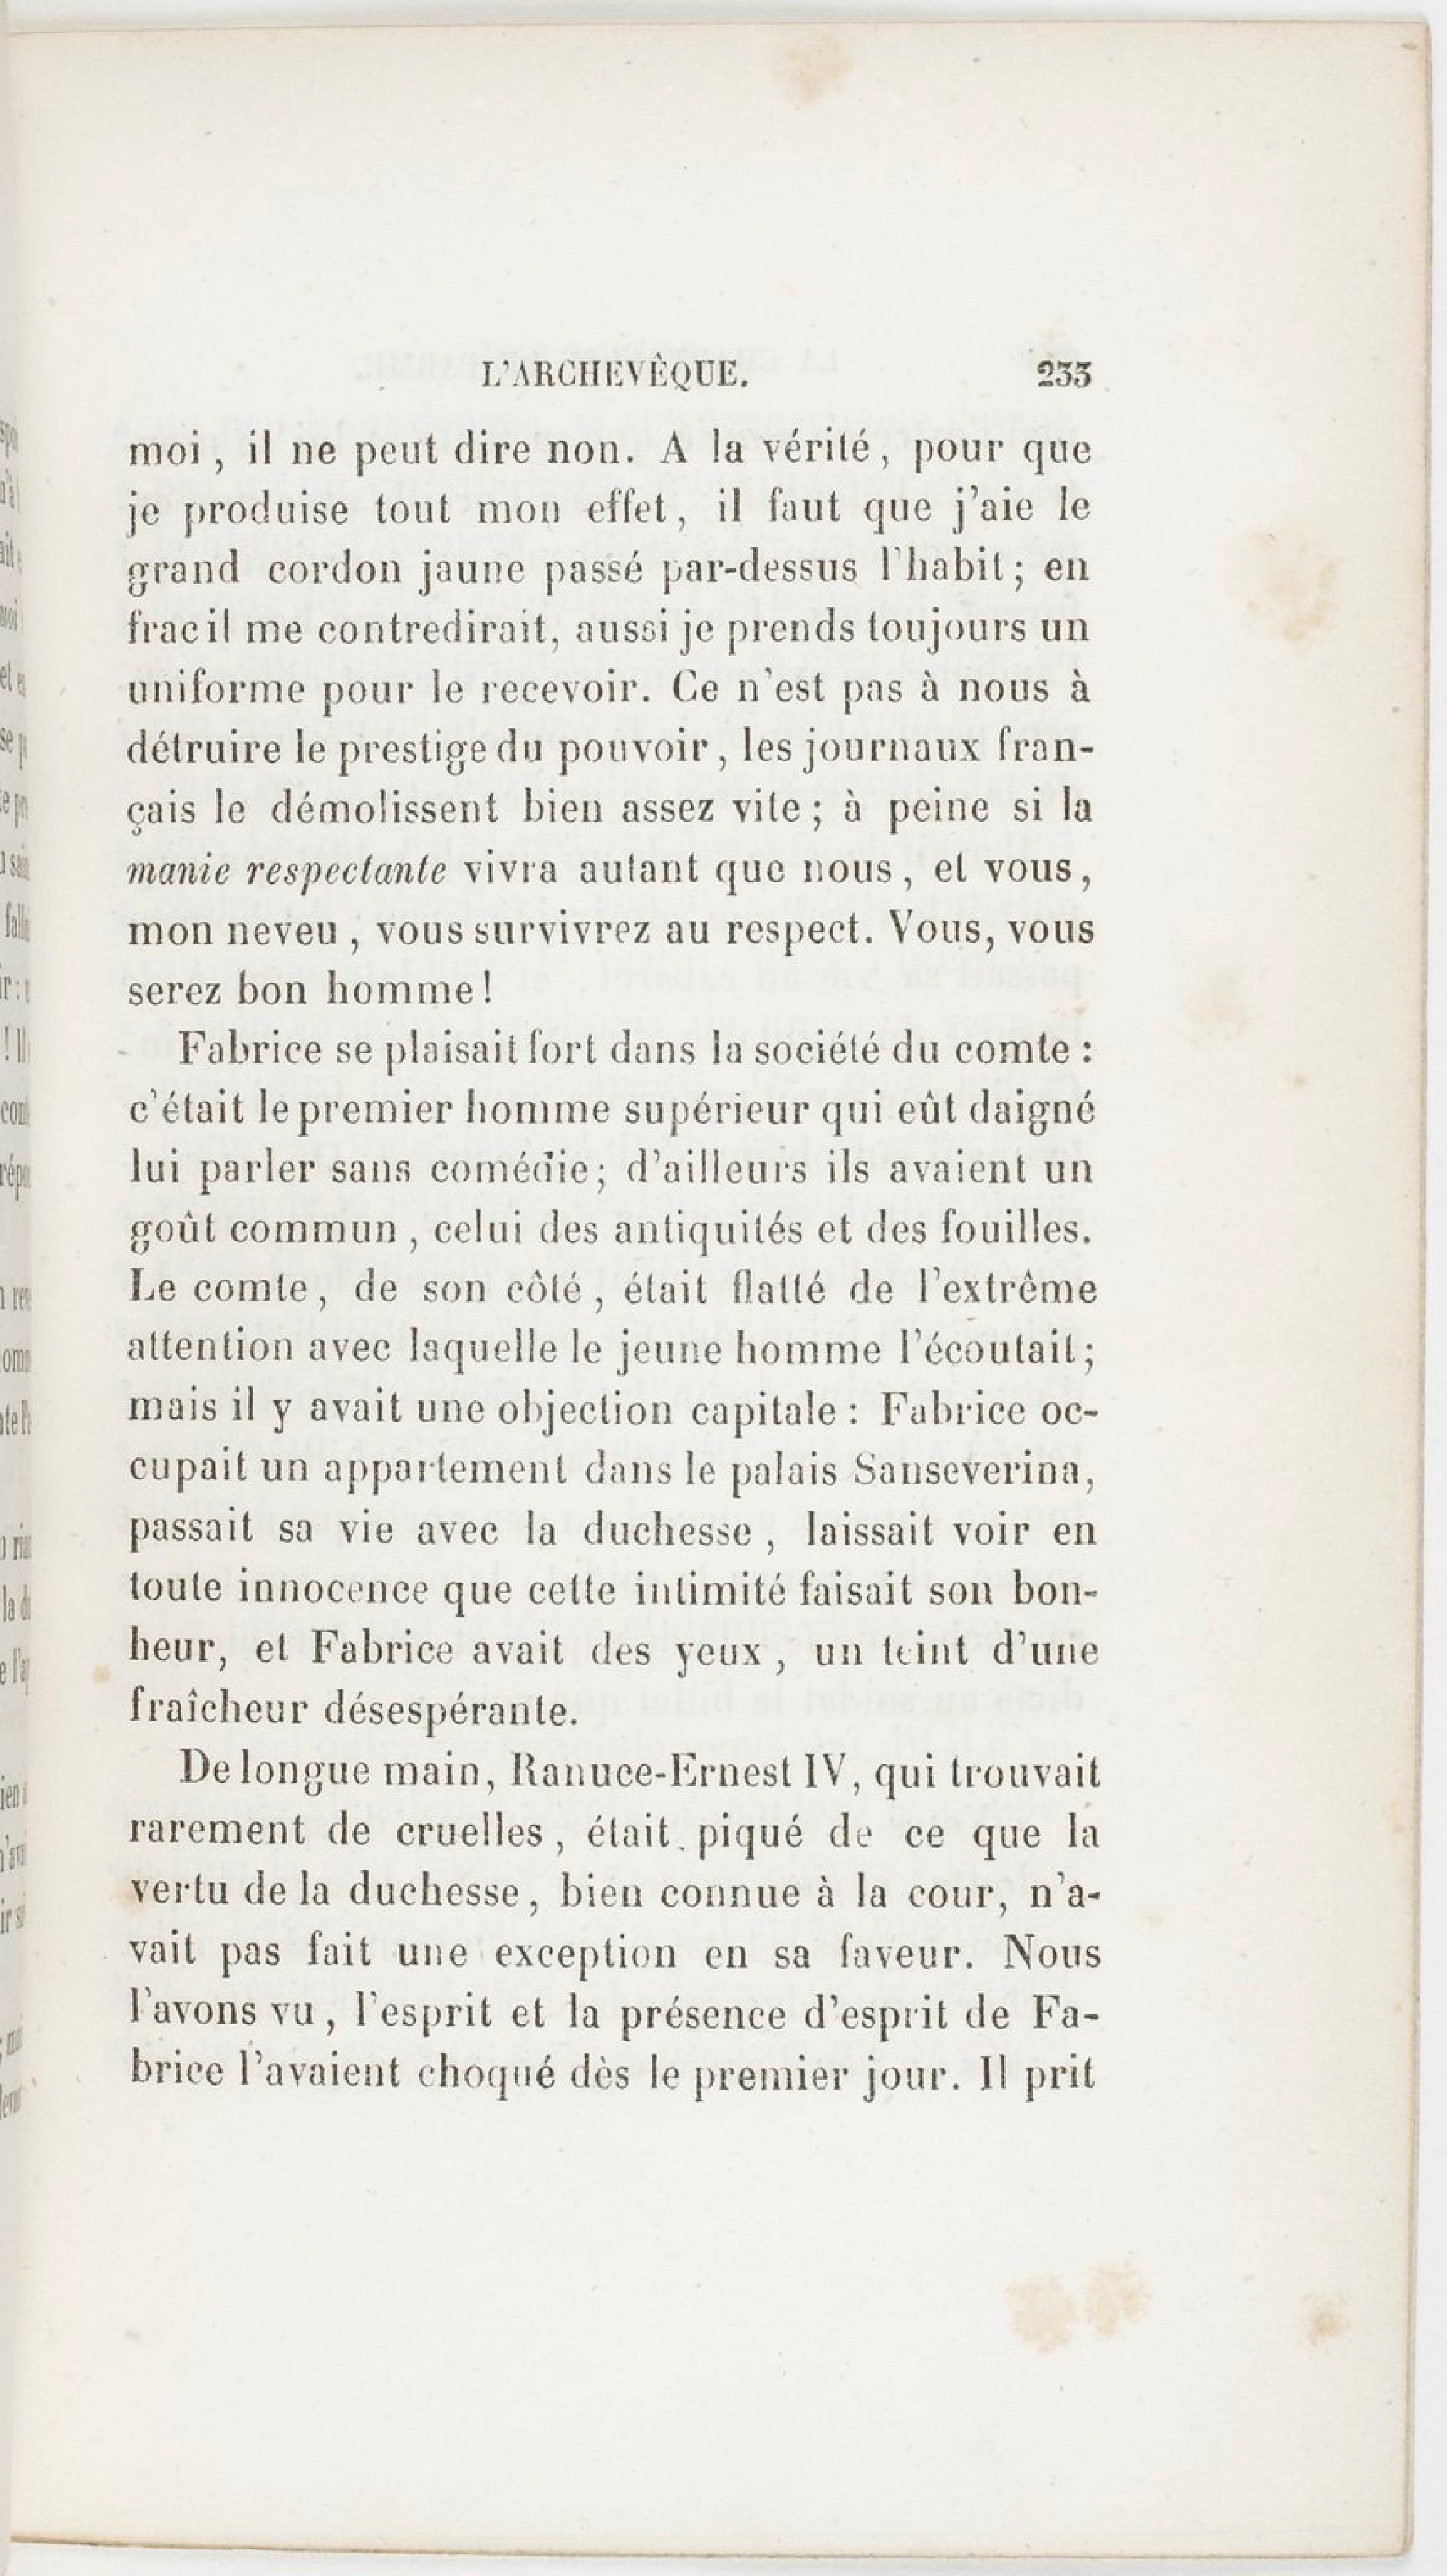 L'ARCHEVÊQUE. 233
moi, il ne peut dire non. A la vérité, pour que
je produise tout mon effet, il faut que j'aie le
grand cordon jaune passé par-dessus l'habit; en
frac il me contredirait, aussi je prends toujours un
uniforme pour le recevoir. Ce n'est pas à nous à
détruire le prestige du pouvoir, les journaux fran-
çais le démolissent bien assez vite; à peine si la
manie respectante vivra autant que nous, et vous,
mon neveu, vous survivrez au respect. Vous, vous
serez bon homme!
Fabrice se plaisait fort dans la société du comte :
c'était le premier homme supérieur qui eût daigné
lui parler sans comédie; d'ailleurs ils avaient un
goût commun, celui des antiquités et des fouilles.
Le comte, de son côté, était flatté de l'extrême
attention avec laquelle le jeune homme l'écoutait;
mais il y avait une objection capitale : Fabrice oc-
cupait un appartement dans le palais Sanseverina,
passait sa vie avec la duchesse, laissait voir en
toute innocence que cette intimité faisait son bon-
heur, et Fabrice avait des yeux, un teint d'une
fraîcheur désespérante.
De longue main, Ranuce-Ernest IV, qui trouvait
rarement de cruelles, était piqué de ce que la
vertu de la duchesse, bien connue à la cour, n'a-
vait pas fait une exception en sa faveur. Nous
l'avons vu, l'esprit et la présence d'esprit de Fa-
brice l'avaient choqué dès le premier jour. Il prit